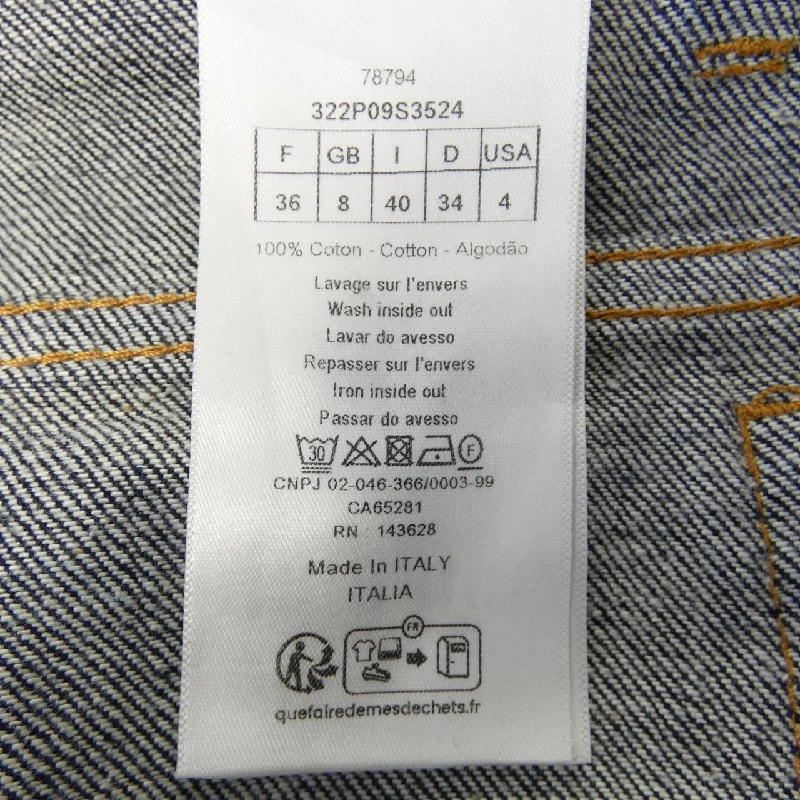 78794
322P09S3524
F GB I D USA
36 8 40 34 4
100% Coton - Cotton - Algodão
Lavage sur l'envers
Wash inside out
Lavar do avesso
Repasser sur l'envers
Iron inside out
Passar do avesso
30 F
CNPJ 02-046-366/0003-99
CA65281
RN : 143628
Made In ITALY
ITALIA
FR
quefairedemesdechets.fr